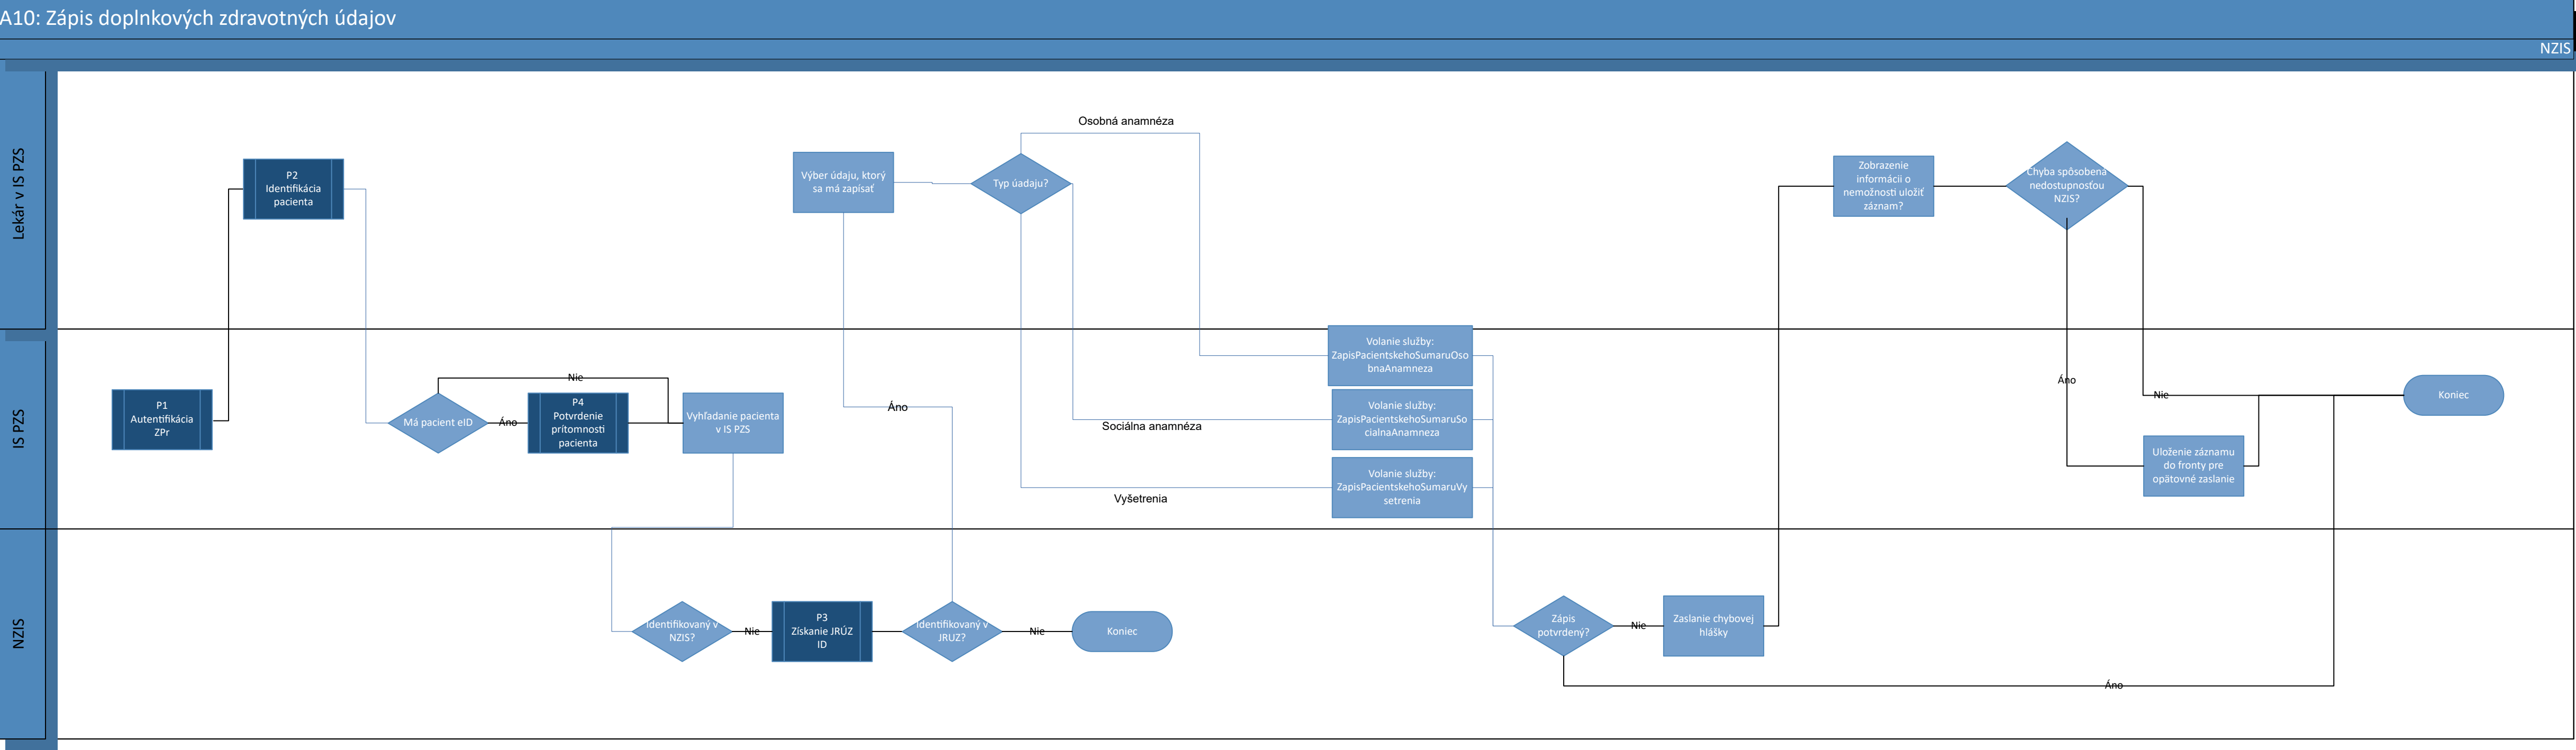 A10: Zápis doplnkových zdravotných údajov
NZIS
Lekár v IS PZS
P2
Identifikácia
pacienta
Výber údaju, ktorý
sa má zapísať
Typ úadaju?
Osobná anamnéza
Zobrazenie
informácii o
nemožnosti uložiť
záznam?
Chyba spôsobena
nedostupnosťou
NZIS?
IS PZS
P1
Autentifikácia
ZPr
Má pacient eID
Nie
Áno
P4
Potvrdenie
prítomnosti
pacienta
Vyhľadanie pacienta
v IS PZS
Áno
Volanie služby:
ZapisPacientskehoSumaruOso
bnaAnamneza
Sociálna anamnéza
Volanie služby:
ZapisPacientskehoSumaruSo
cialnaAnamneza
Vyšetrenia
Volanie služby:
ZapisPacientskehoSumaruVy
setrenia
Áno
Nie
Uloženie záznamu
do fronty pre
opätovné zaslanie
Koniec
NZIS
Identifikovaný v
NZIS?
Nie
P3
Získanie JRÚZ
ID
Identifikovaný v
JRUZ?
Nie
Koniec
Zápis
potvrdený?
Nie
Zaslanie chybovej
hlášky
Áno